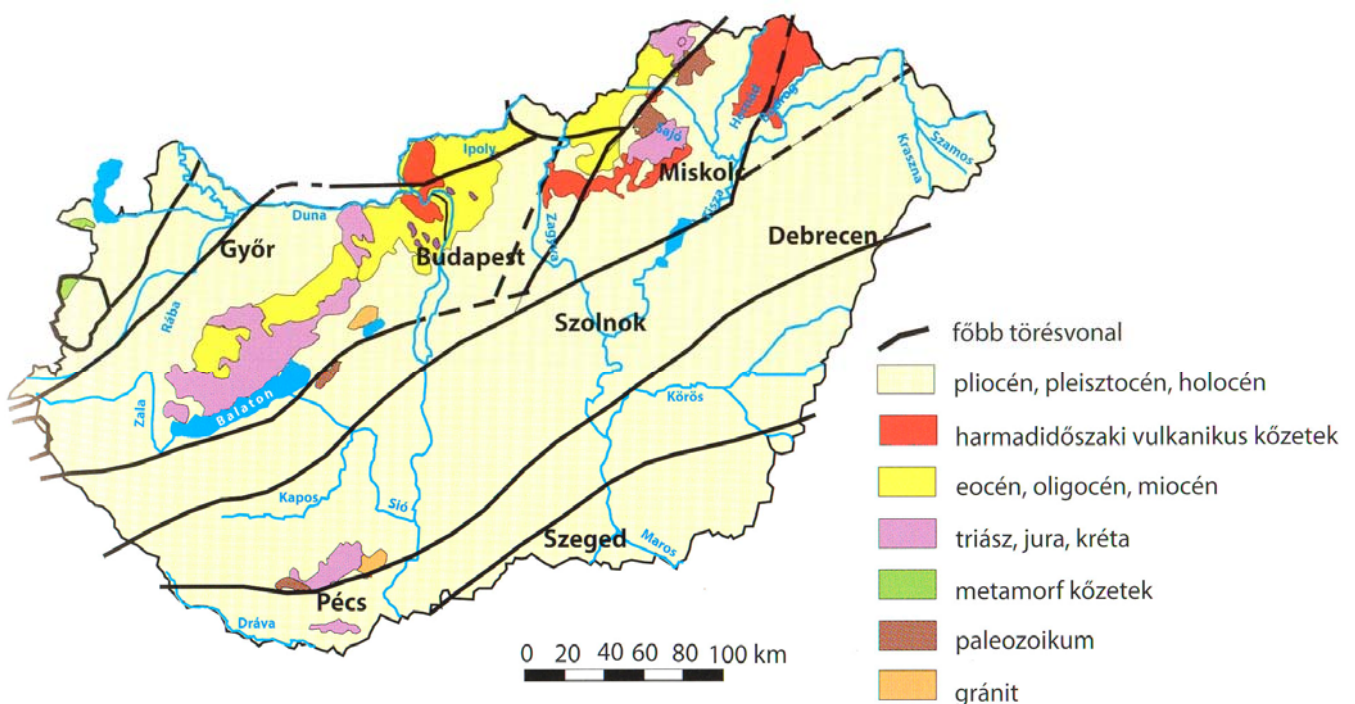 Hernád
Bodrog
Sajó
Ipoly
Kraszna
Szamos
Miskolc
Tisza
Duna
Zagyva
Debrecen
Győr
Budapest
Rába
Szolnok
Zala
Balaton
Körös
Kapos
Sió
Szeged
Maros
Pécs
Dráva
főbb törésvonal
pliocén, pleisztocén, holocén
harmadidőszaki vulkanikus kőzetek
eocén, oligocén, miocén
triász, jura, kréta
metamorf kőzetek
paleozoikum
gránit
0 20 40 60 80 100 km